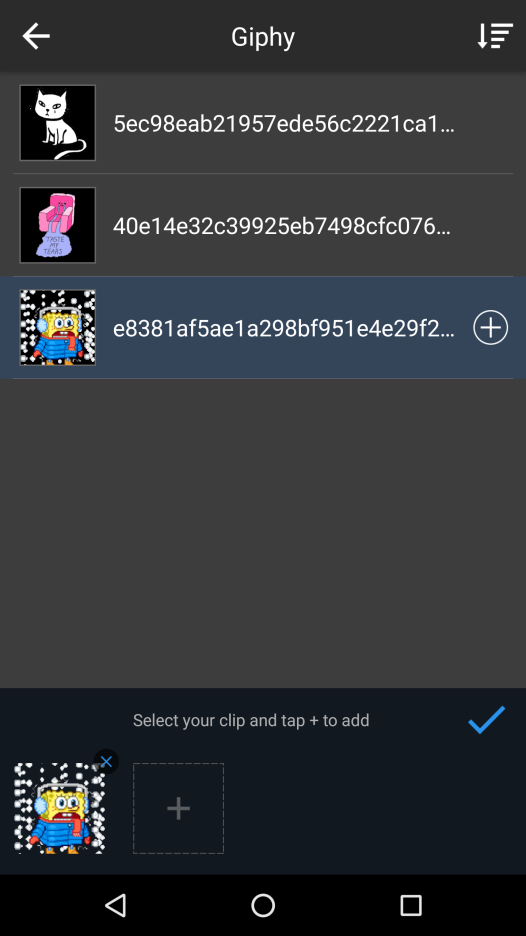 Giphy
5ec98eab21957ede56c2221ca1...
40e14e32c39925eb7498cfc076...
TASTE
MY
TEARS
e8381af5ae1a298bf951e4e29f2...
Select your clip and tap + to add